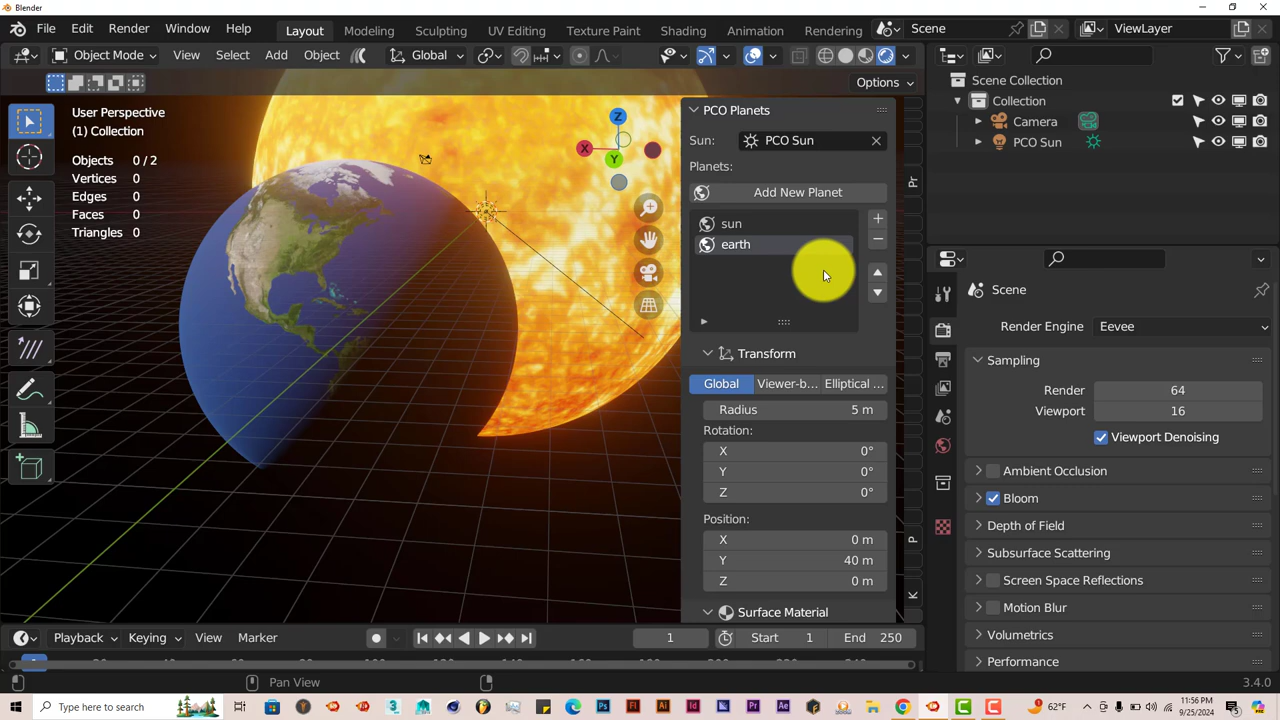 Blender
File Edit Render Window Help Layout Modeling Sculpting UV Editing Texture Paint Shading Animation Rendering Scene ViewLayer
Object Mode View Select Add Object Global
Options
User Perspective
(1) Collection
Objects 0 / 2
Vertices 0
Edges 0
Faces 0
Triangles 0
Z
X
Y
PCO Planets
Sun: PCO Sun
Planets:
Add New Planet
sun
earth
Transform
Global Viewer-b... Elliptical ...
Radius 5 m
Rotation:
X 0°
Y 0°
Z 0°
Position:
X 0 m
Y 40 m
Z 0 m
Surface Material
Pr
P
K
Scene Collection
Collection
Camera
PCO Sun
Scene
Render Engine Eevee
Sampling
Render 64
Viewport 16
Viewport Denoising
Ambient Occlusion
Bloom
Depth of Field
Subsurface Scattering
Screen Space Reflections
Motion Blur
Volumetrics
Performance
Playback Keying View Marker 1 Start 1 End 250
Pan View
3.4.0
Type here to search
62°F
11:56 PM
9/25/2024